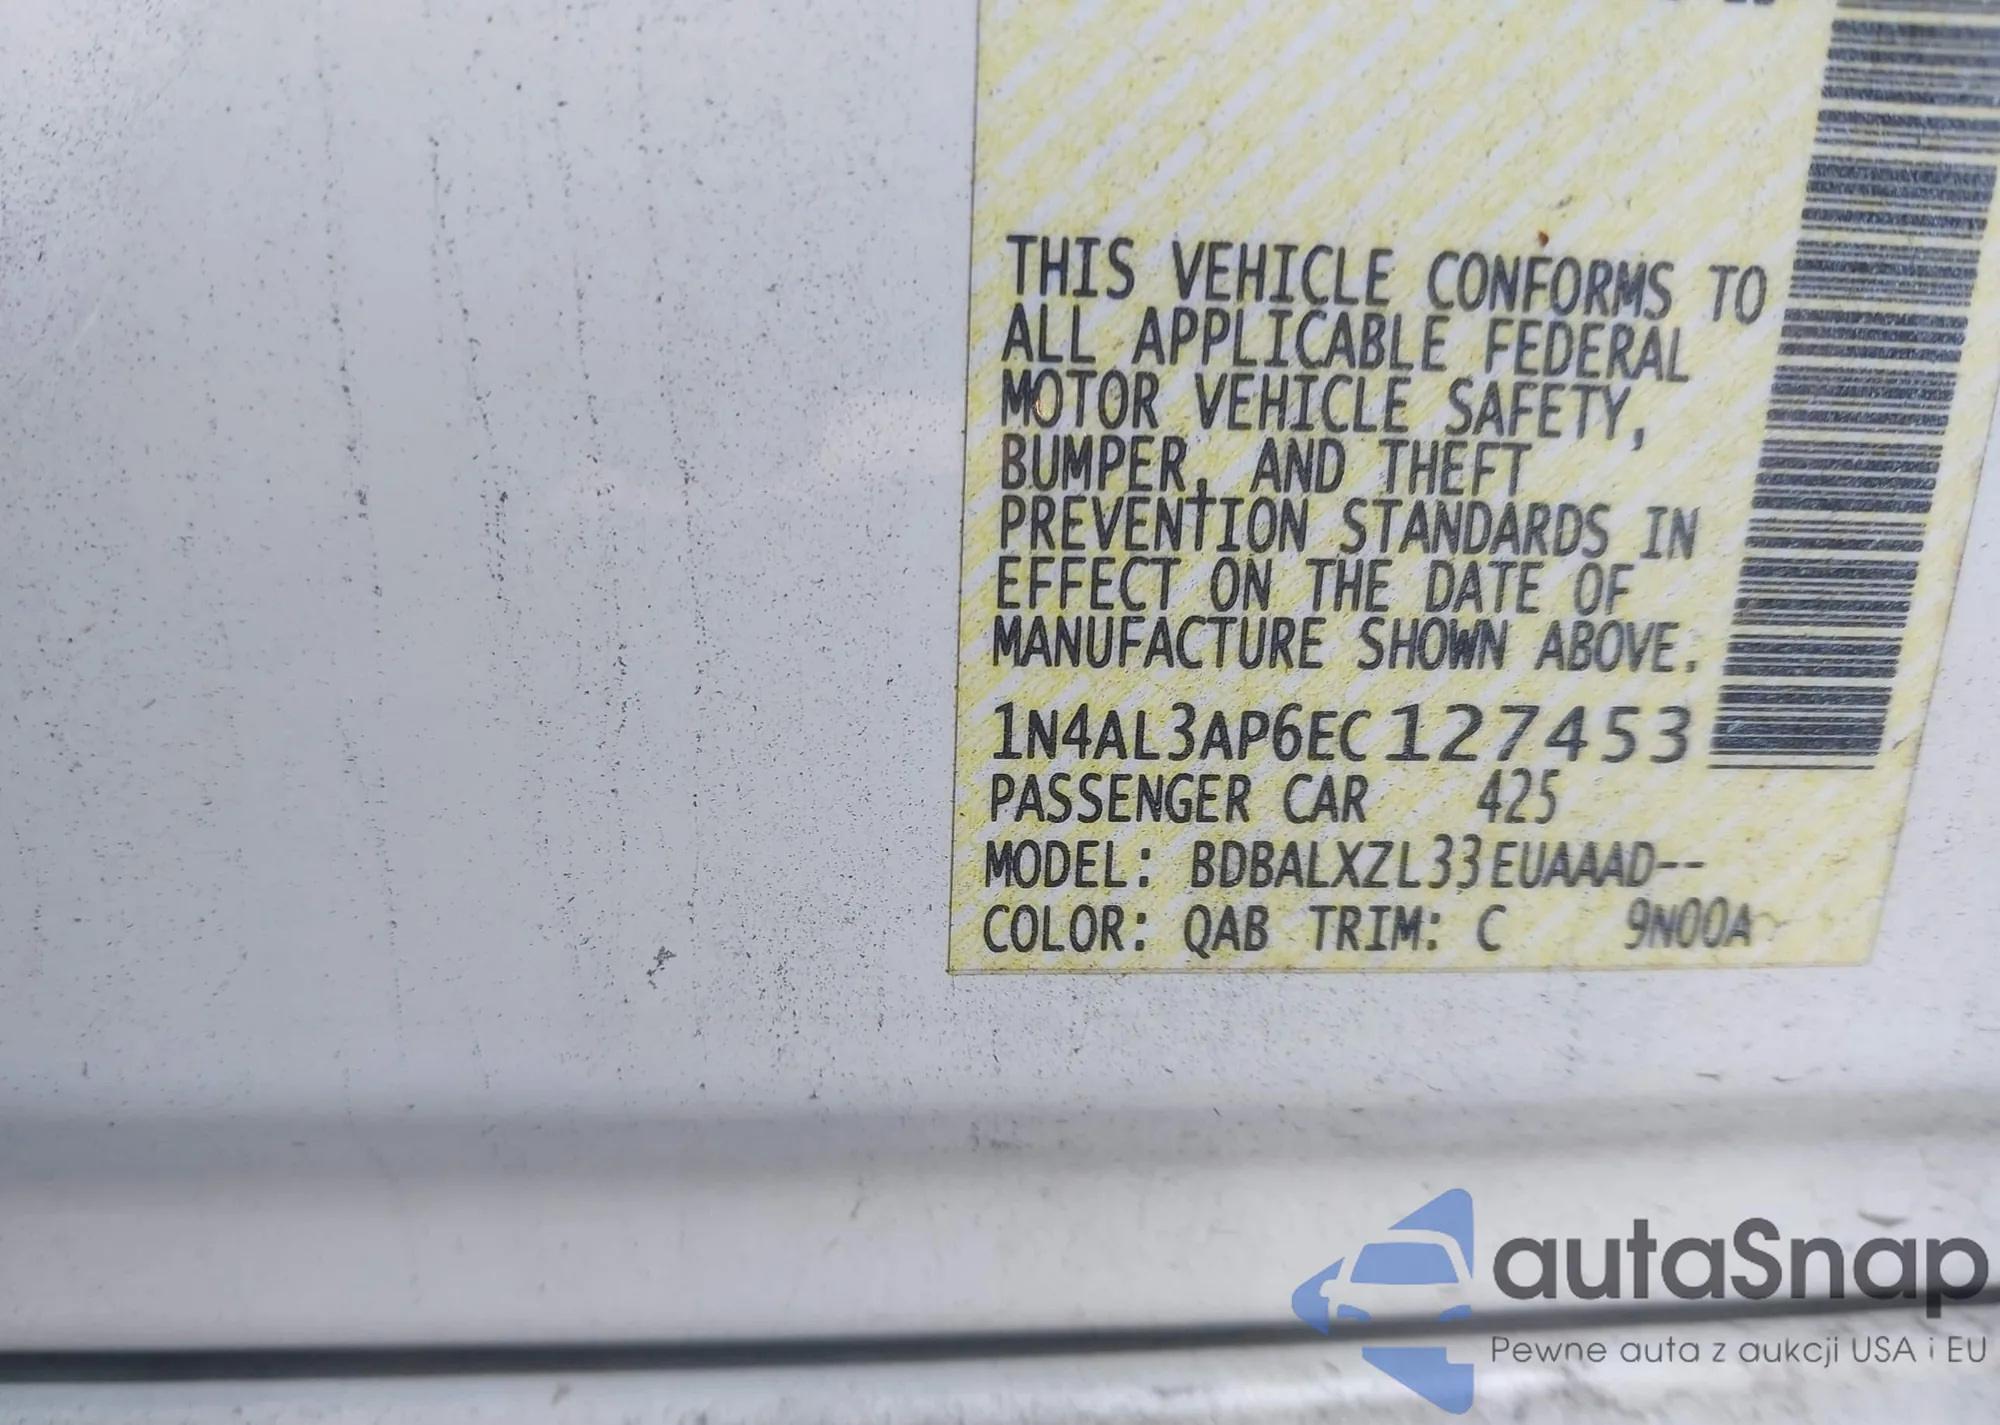 THIS VEHICLE CONFORMS TO
ALL APPLICABLE FEDERAL
MOTOR VEHICLE SAFETY,
BUMPER, AND THEFT
PREVENTION STANDARDS IN
EFFECT ON THE DATE OF
MANUFACTURE SHOWN ABOVE.
1N4AL3AP6EC127453
PASSENGER CAR 425
MODEL: BDBALXZL33EUAAAD--
COLOR: QAB TRIM: C 9N00A
autaSnap
Pewne auta z aukcji USA i EU